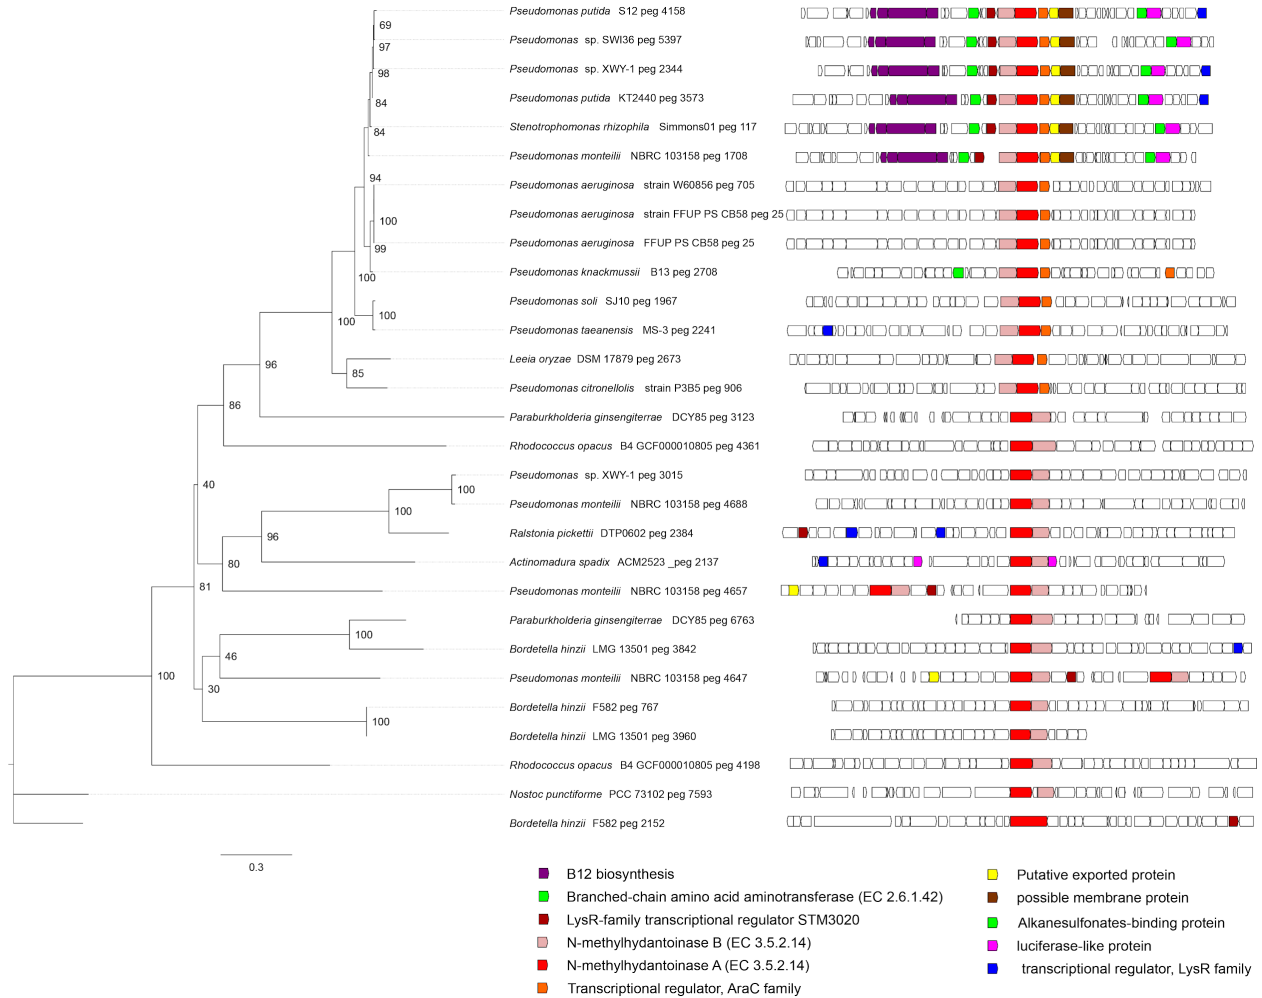 Pseudomonas putida S12 peg 4158
69
Pseudomonas sp. SWI36 peg 5397
97
Pseudomonas sp. XWY-1 peg 2344
98
Pseudomonas putida KT2440 peg 3573
84
Stenotrophomonas rhizophila Simmons01 peg 117
84
Pseudomonas monteilii NBRC 103158 peg 1708
94
Pseudomonas aeruginosa strain W60856 peg 705
Pseudomonas aeruginosa strain FFUP PS CB58 peg 25
100
Pseudomonas aeruginosa FFUP PS CB58 peg 25
99
Pseudomonas knackmussii B13 peg 2708
100
Pseudomonas soli SJ10 peg 1967
100
100
Pseudomonas taeanensis MS-3 peg 2241
Leeia oryzae DSM 17879 peg 2673
96
85
Pseudomonas citronellolis strain P3B5 peg 906
86
Paraburkholderia ginsengiterrae DCY85 peg 3123
Rhodococcus opacus B4 GCF000010805 peg 4361
Pseudomonas sp. XWY-1 peg 3015
40
100
Pseudomonas monteilii NBRC 103158 peg 4688
100
Ralstonia pickettii DTP0602 peg 2384
96
Actinomadura spadix ACM2523 _peg 2137
80
81
Pseudomonas monteilii NBRC 103158 peg 4657
Paraburkholderia ginsengiterrae DCY85 peg 6763
100
Bordetella hinzii LMG 13501 peg 3842
46
100
Pseudomonas monteilii NBRC 103158 peg 4647
30
Bordetella hinzii F582 peg 767
100
Bordetella hinzii LMG 13501 peg 3960
Rhodococcus opacus B4 GCF000010805 peg 4198
Nostoc punctiforme PCC 73102 peg 7593
Bordetella hinzii F582 peg 2152
0.3
B12 biosynthesis
Branched-chain amino acid aminotransferase (EC 2.6.1.42)
LysR-family transcriptional regulator STM3020
N-methylhydantoinase B (EC 3.5.2.14)
N-methylhydantoinase A (EC 3.5.2.14)
Transcriptional regulator, AraC family
Putative exported protein
possible membrane protein
Alkanesulfonates-binding protein
luciferase-like protein
transcriptional regulator, LysR family